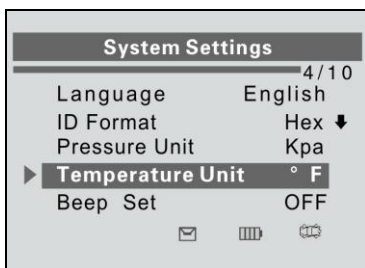 System Settings
4/10
Language English
ID Format Hex
Pressure Unit Kpa
Temperature Unit ° F
Beep Set OFF